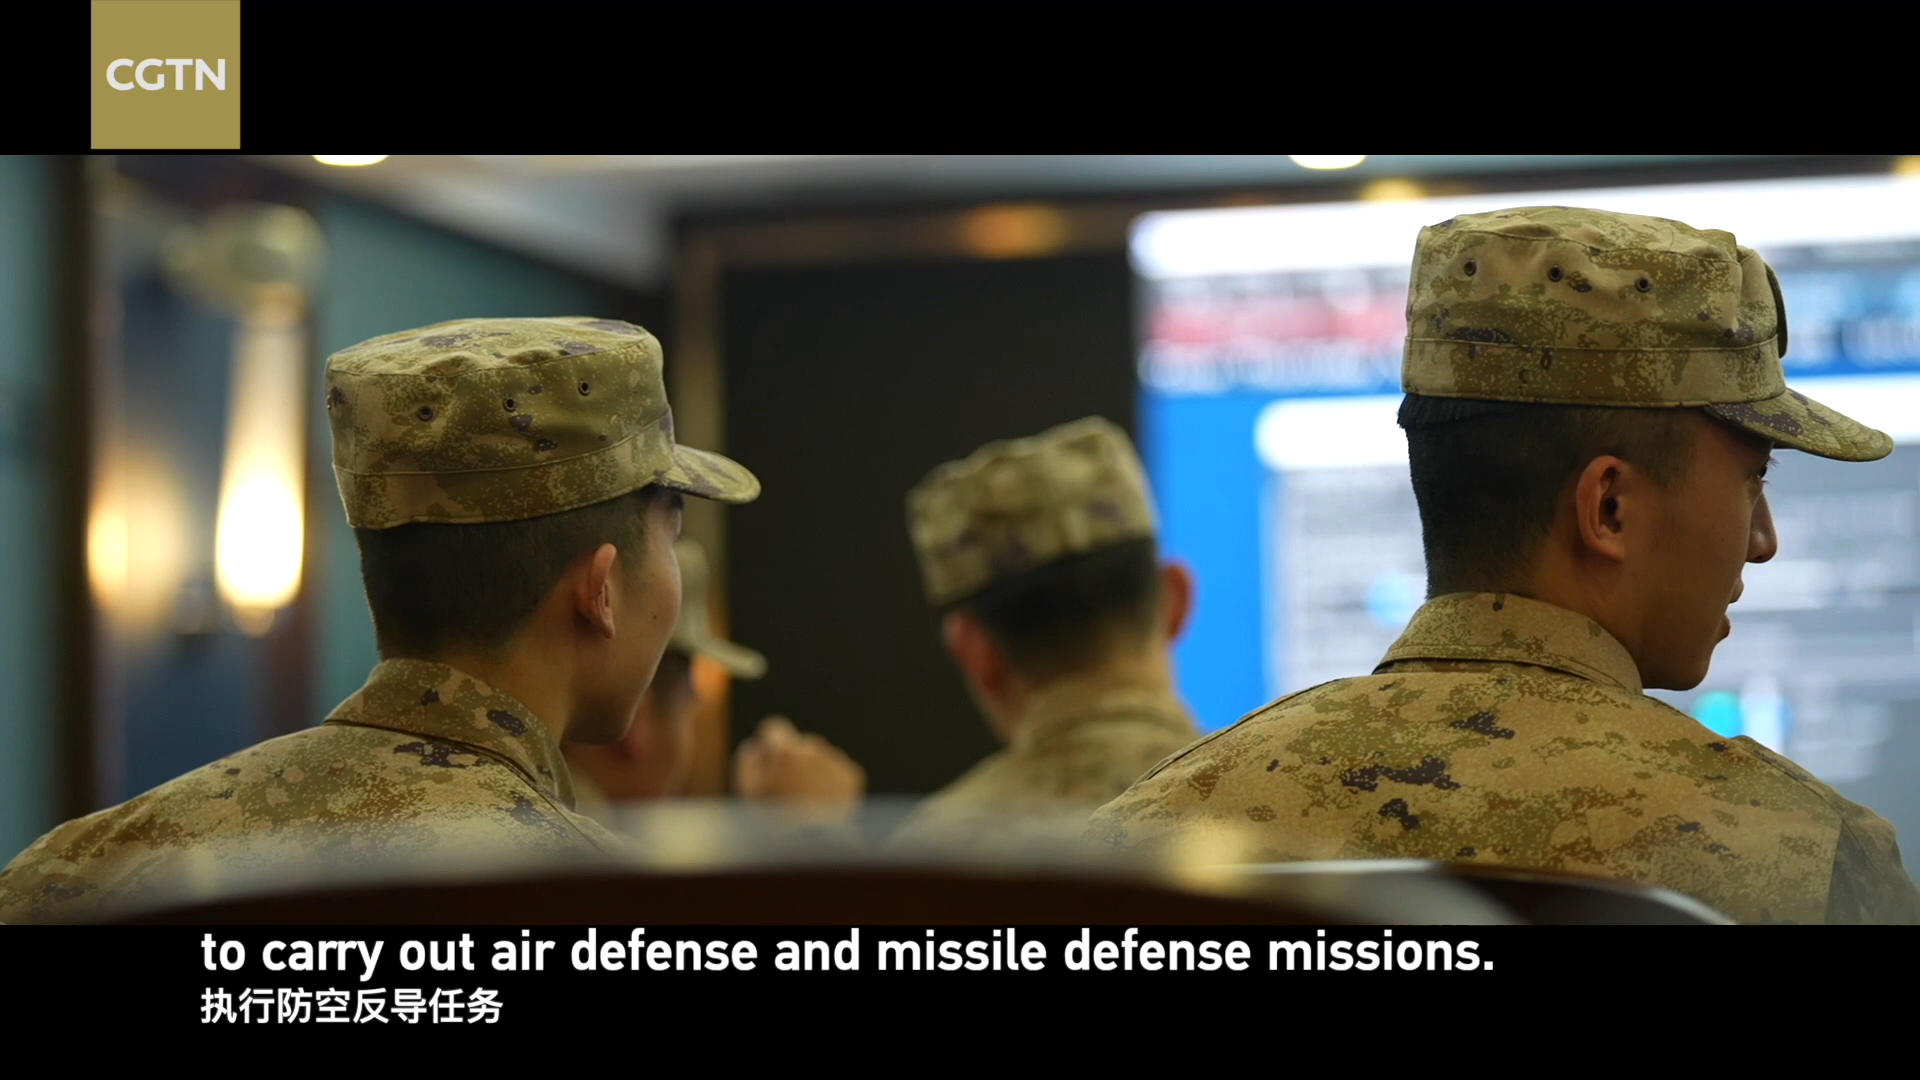 CGTN
to carry out air defense and missile defense missions.
执行防空反导任务